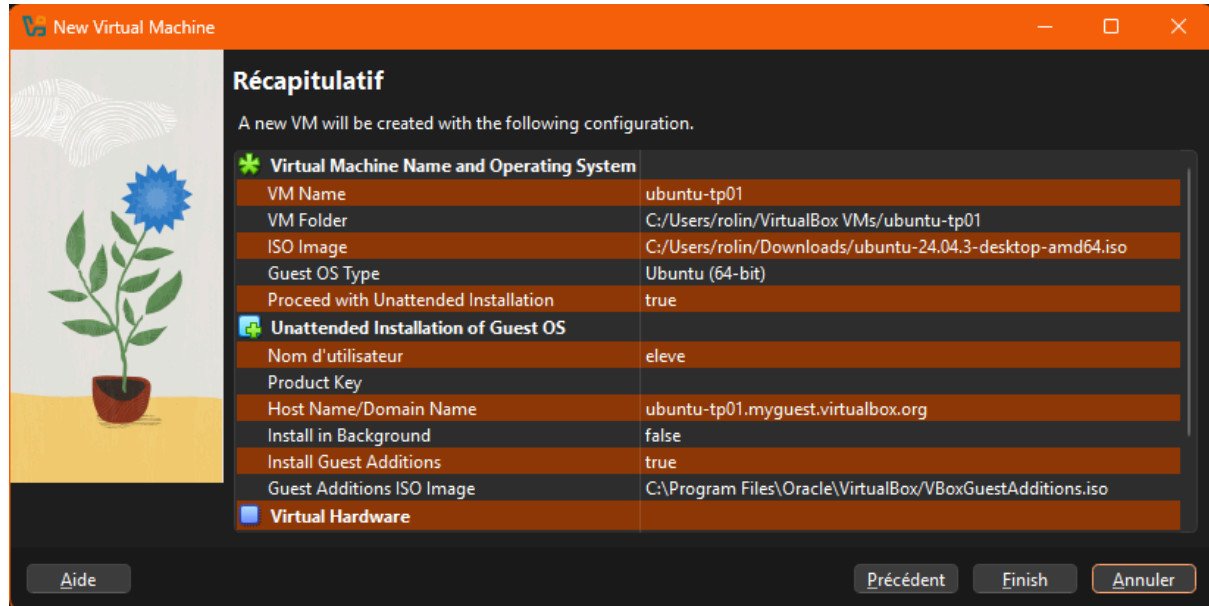 New Virtual Machine
Récapitulatif
A new VM will be created with the following configuration.
Virtual Machine Name and Operating System
VM Name ubuntu-tp01
VM Folder C:/Users/rolin/VirtualBox VMs/ubuntu-tp01
ISO Image C:/Users/rolin/Downloads/ubuntu-24.04.3-desktop-amd64.iso
Guest OS Type Ubuntu (64-bit)
Proceed with Unattended Installation true
Unattended Installation of Guest OS
Nom d'utilisateur eleve
Product Key
Host Name/Domain Name ubuntu-tp01.myguest.virtualbox.org
Install in Background false
Install Guest Additions true
Guest Additions ISO Image C:\Program Files\Oracle\VirtualBox/VBoxGuestAdditions.iso
Virtual Hardware
Aide Précédent Finish Annuler